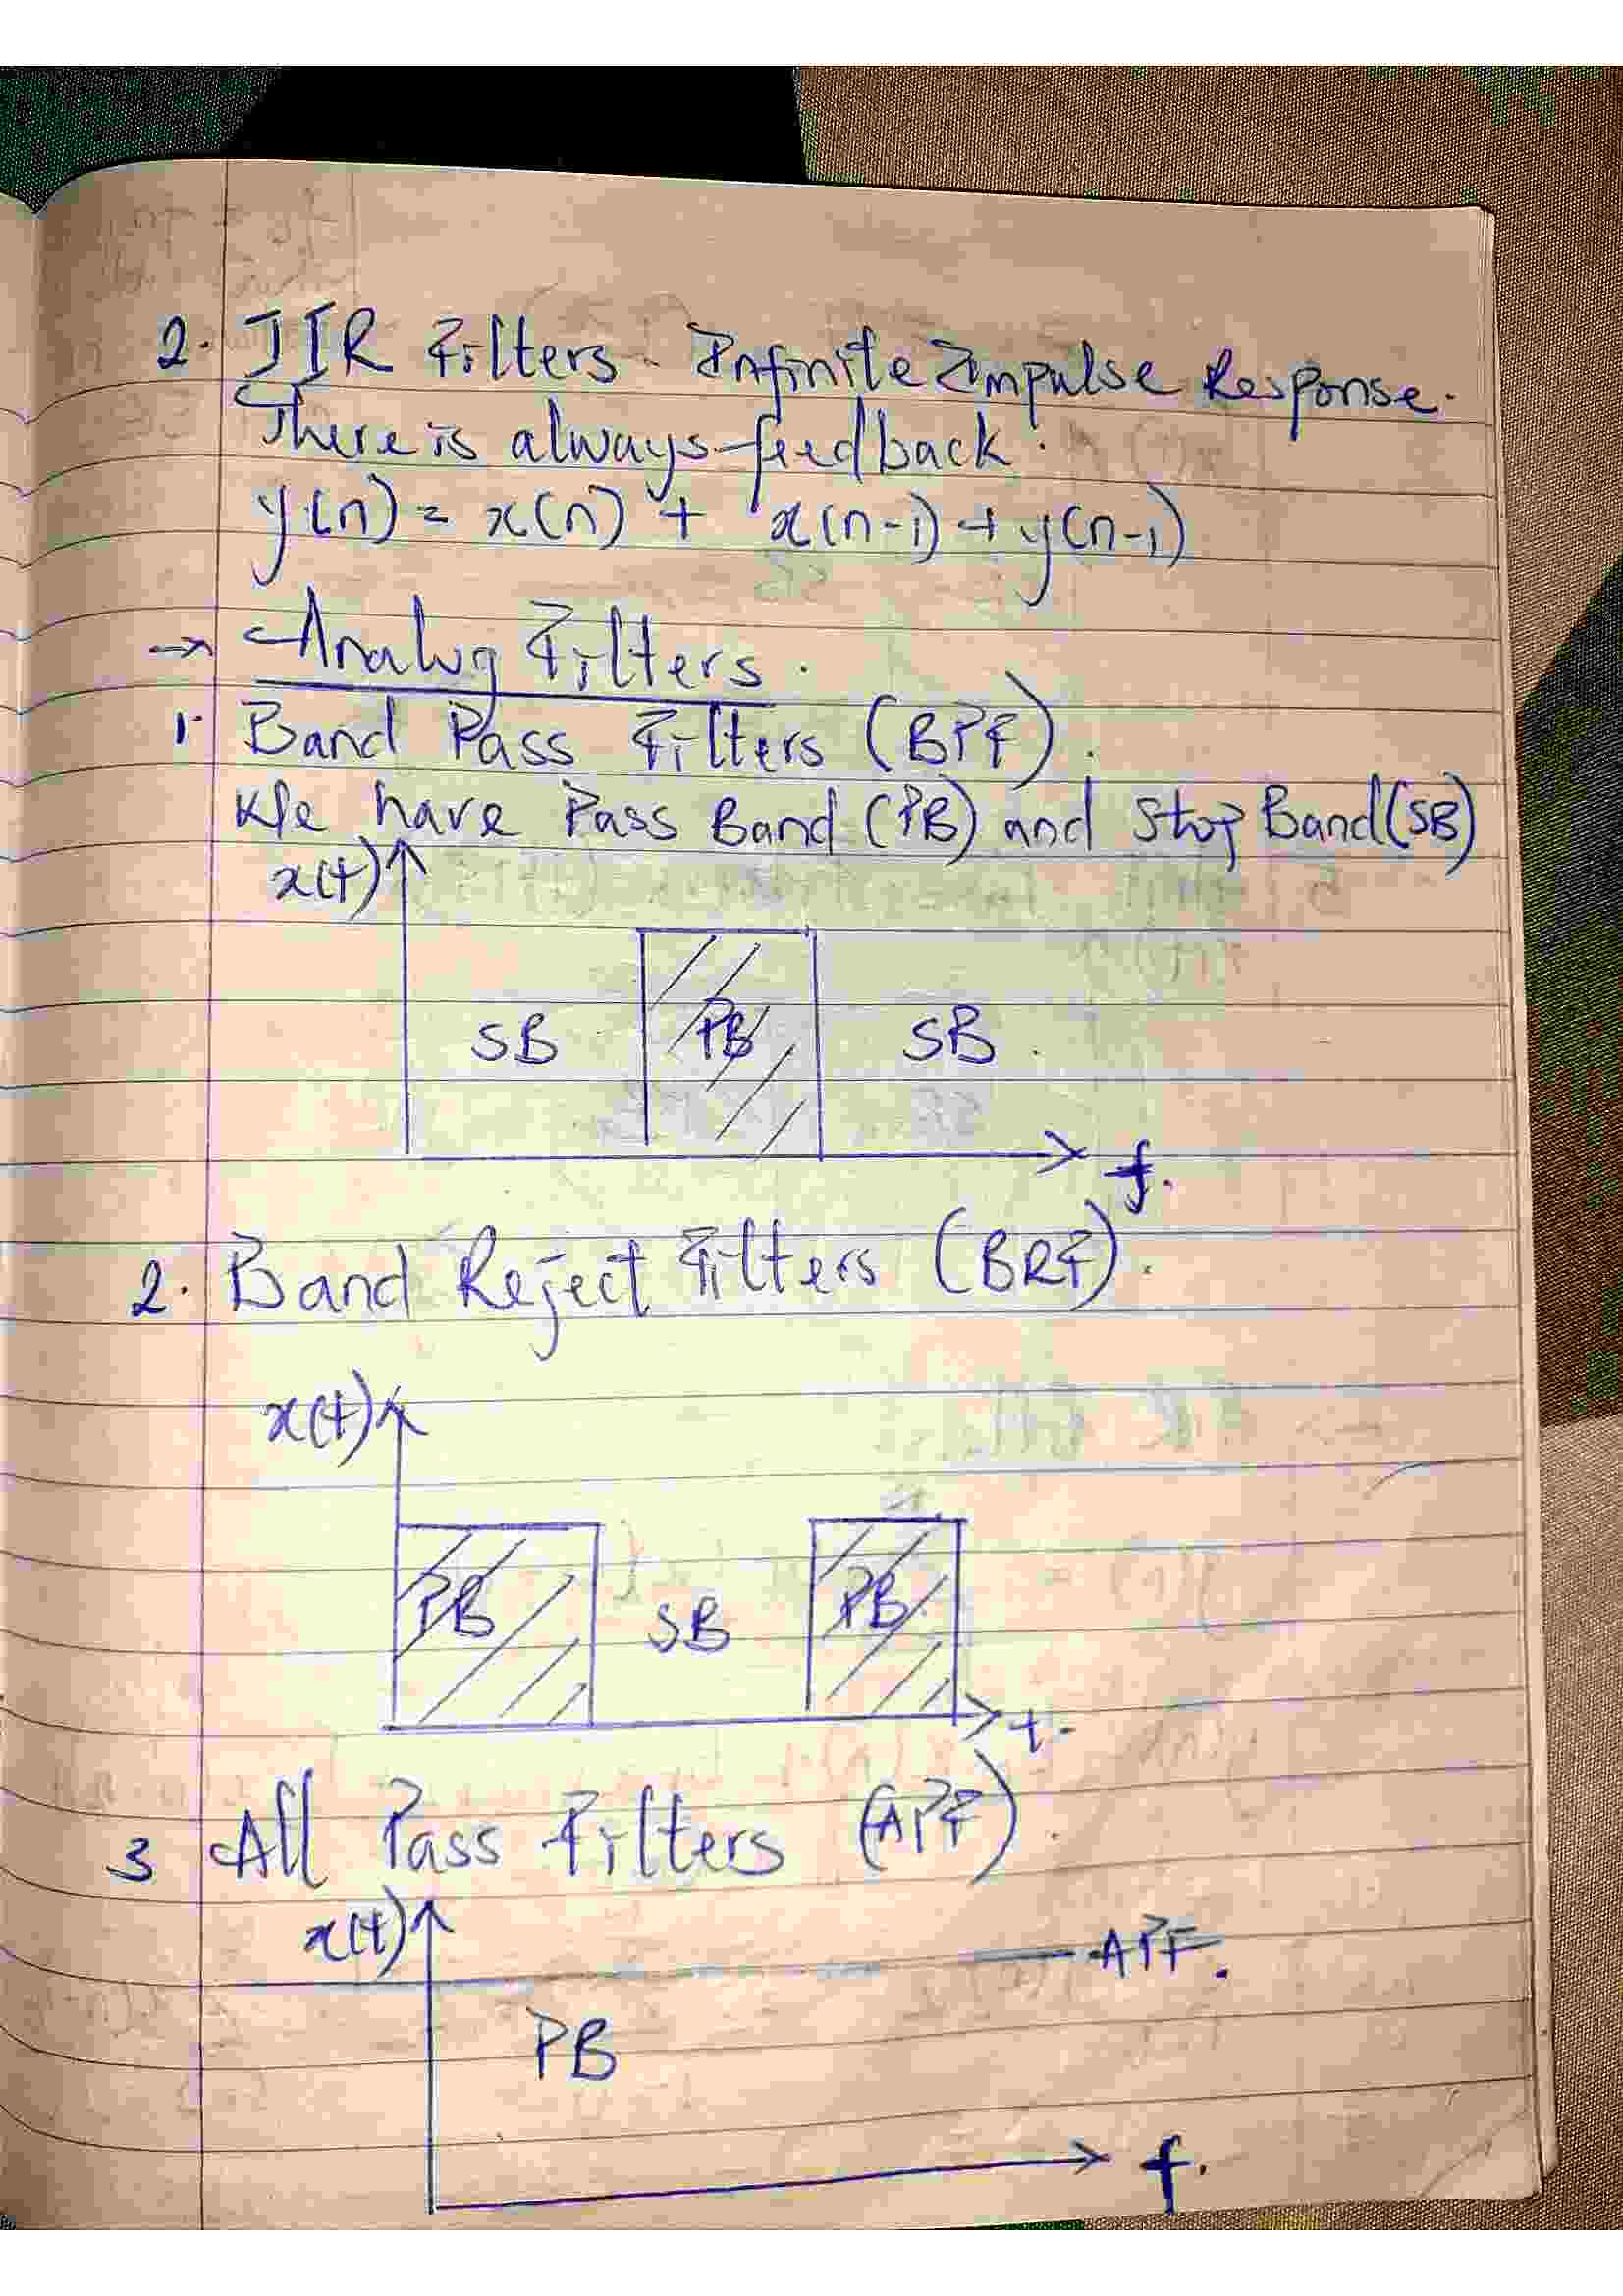 2. IIR Filters - Infinite Impulse Response.
There is always feedback.
y(n) = x(n) + x(n-1) + y(n-1)
→ Analog Filters.
1. Band Pass Filters (BPF).
We have Pass Band (PB) and Stop Band (SB)
x(t)
SB PB SB
f.
2. Band Reject Filters (BRF).
x(t)
PB SB PB
t.
3 All Pass Filters (APF).
x(t)
APF.
PB
f.